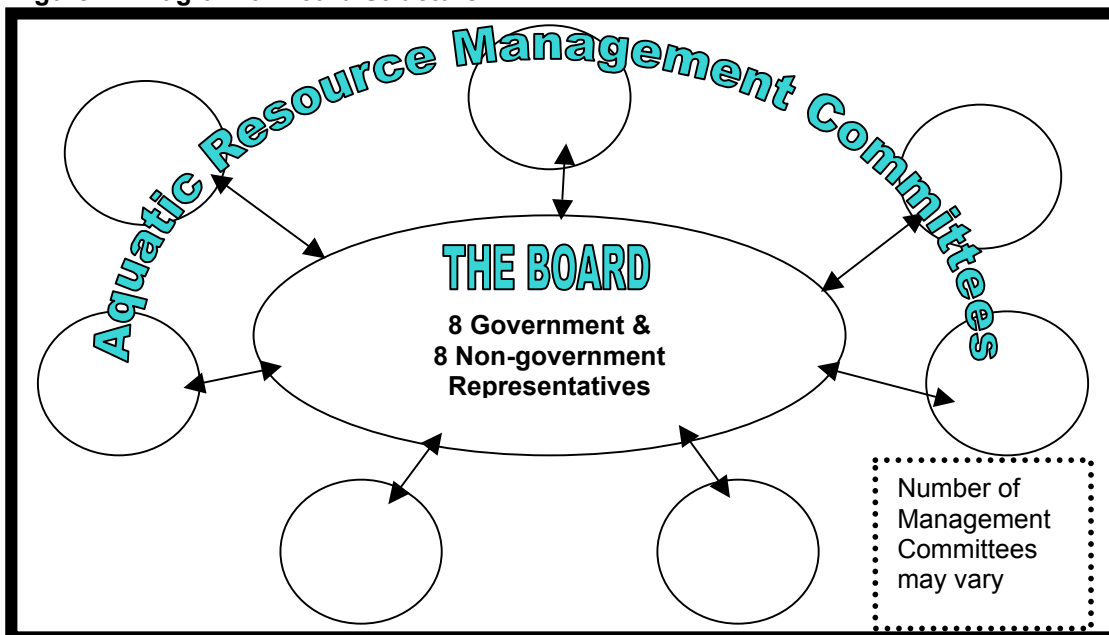 Aquatic Resource Management Committees
THE BOARD
8 Government &
8 Non-government
Representatives
Number of
Management
Committees
may vary